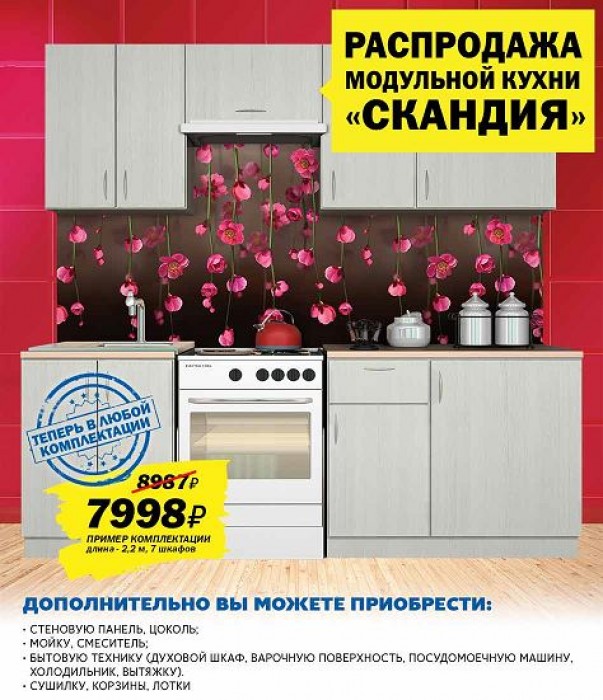 РАСПРОДАЖА
МОДУЛЬНОЙ КУХНИ
«СКАНДИЯ»
ТЕПЕРЬ В ЛЮБОЙ
КОМПЛЕКТАЦИИ
8987₽
7998₽
ПРИМЕР КОМПЛЕКТАЦИИ
длина - 2,2 м, 7 шкафов
ДОПОЛНИТЕЛЬНО ВЫ МОЖЕТЕ ПРИОБРЕСТИ:
• СТЕНОВУЮ ПАНЕЛЬ, ЦОКОЛЬ;
• МОЙКУ, СМЕСИТЕЛЬ;
• БЫТОВУЮ ТЕХНИКУ (ДУХОВОЙ ШКАФ, ВАРОЧНУЮ ПОВЕРХНОСТЬ, ПОСУДОМОЕЧНУЮ МАШИНУ,
ХОЛОДИЛЬНИК, ВЫТЯЖКУ).
• СУШИЛКУ, КОРЗИНЫ, ЛОТКИ